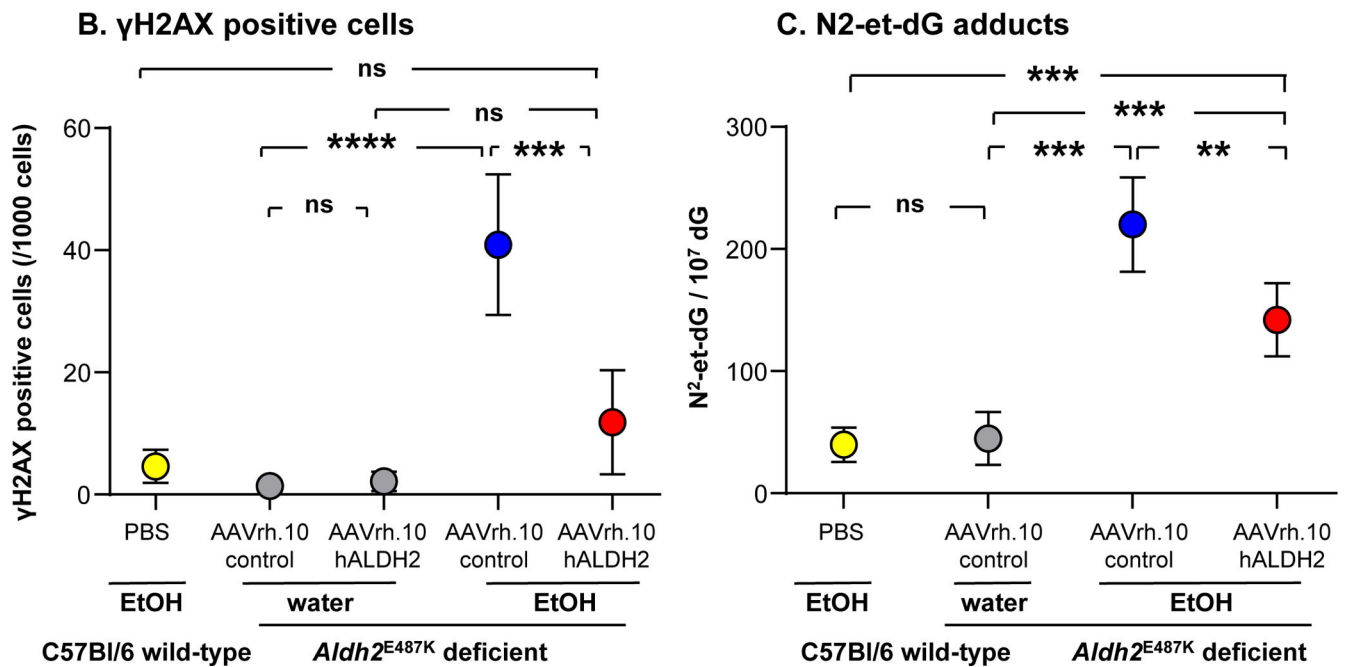 B. γH2AX positive cells
ns
ns
**** ***
ns
60
40
20
0
γH2AX positive cells (/1000 cells)
PBS AAVrh.10 AAVrh.10 AAVrh.10 AAVrh.10
control hALDH2 control hALDH2
EtOH water EtOH
C57Bl/6 wild-type Aldh2E487K deficient
C. N2-et-dG adducts
***
***
*** **
ns
300
200
100
0
N2-et-dG / 107 dG
PBS AAVrh.10 AAVrh.10 AAVrh.10
control control hALDH2
EtOH water EtOH
C57Bl/6 wild-type Aldh2E487K deficient